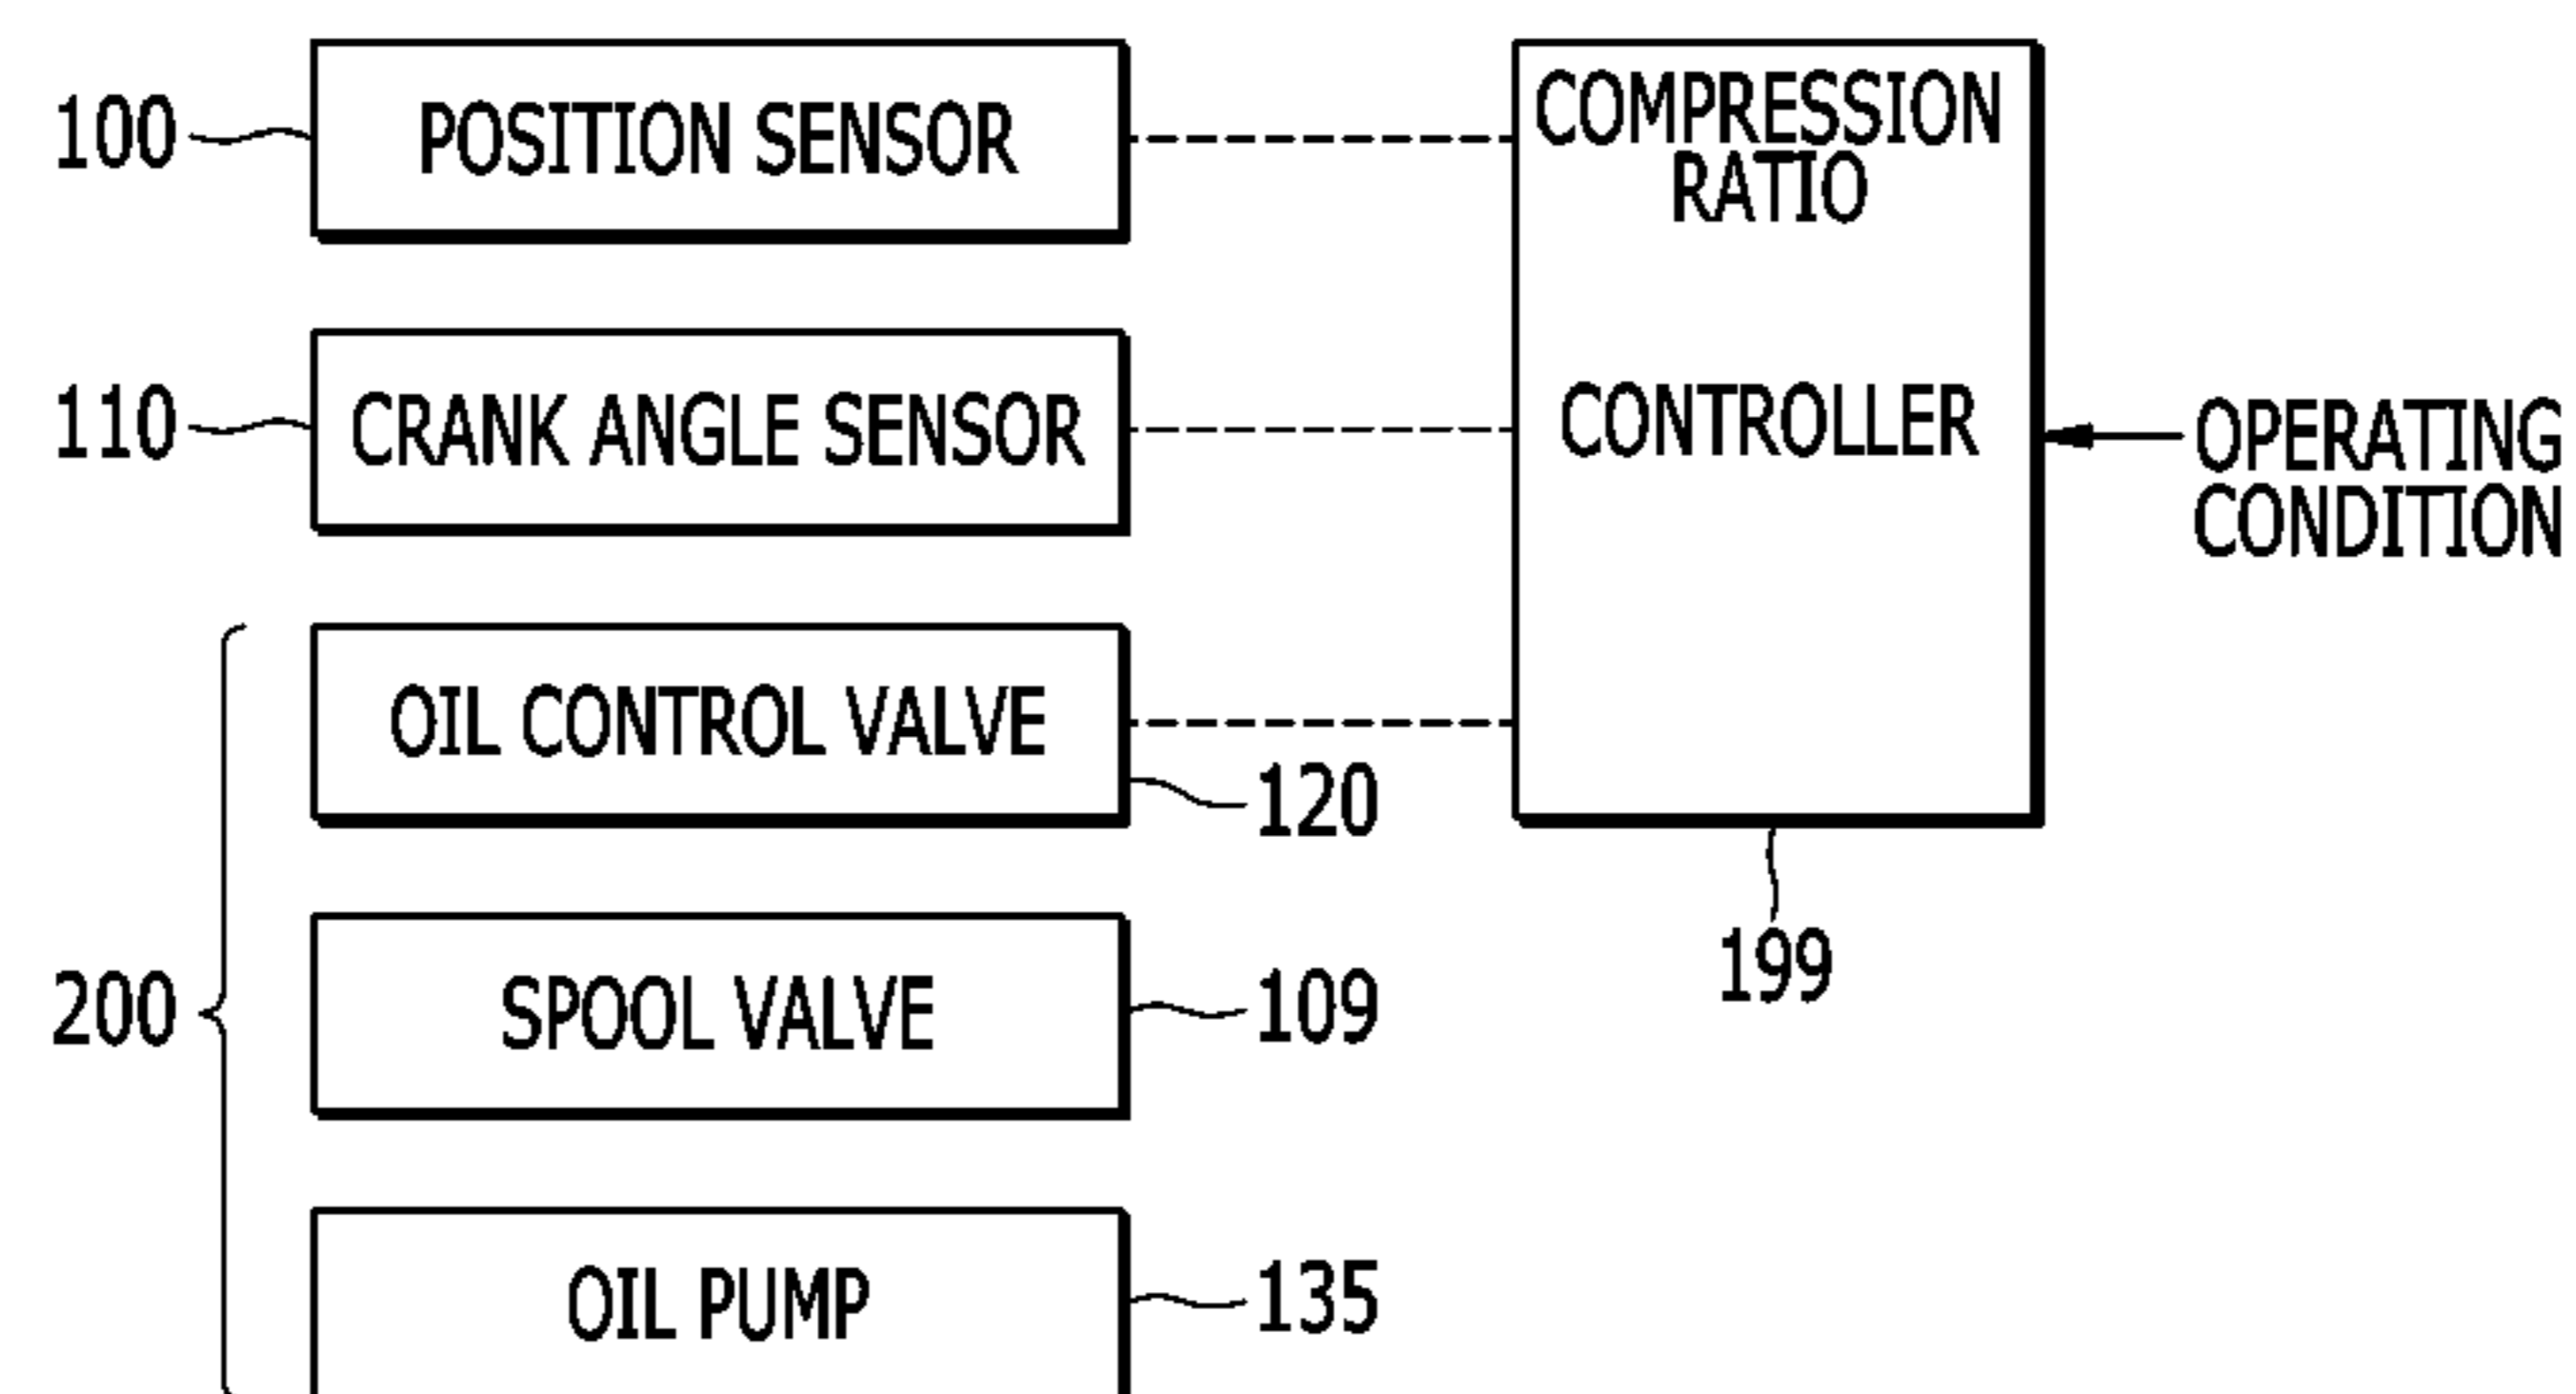 100
POSITION SENSOR
COMPRESSION
RATIO
CONTROLLER
110
CRANK ANGLE SENSOR
OPERATING
CONDITION
OIL CONTROL VALVE
120
199
200
SPOOL VALVE
109
OIL PUMP
135